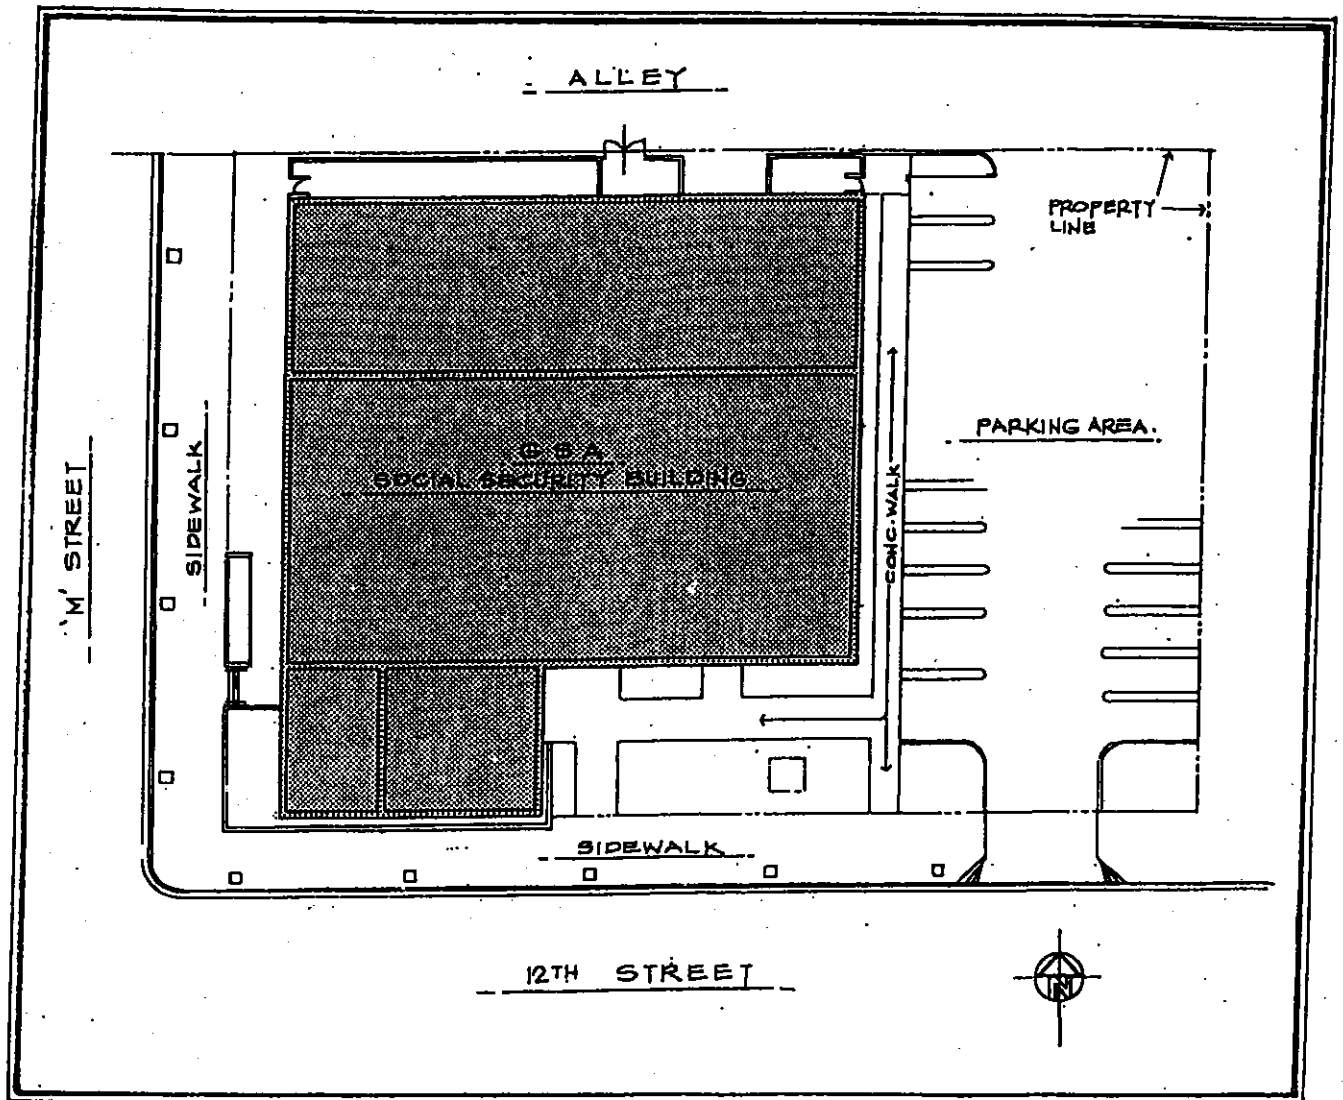 ALLEY
PROPERTY
LINE
PARKING AREA.
G S A
SOCIAL SECURITY BUILDING
CONC. WALK
SIDEWALK
'M' STREET
SIDEWALK
12TH STREET
N